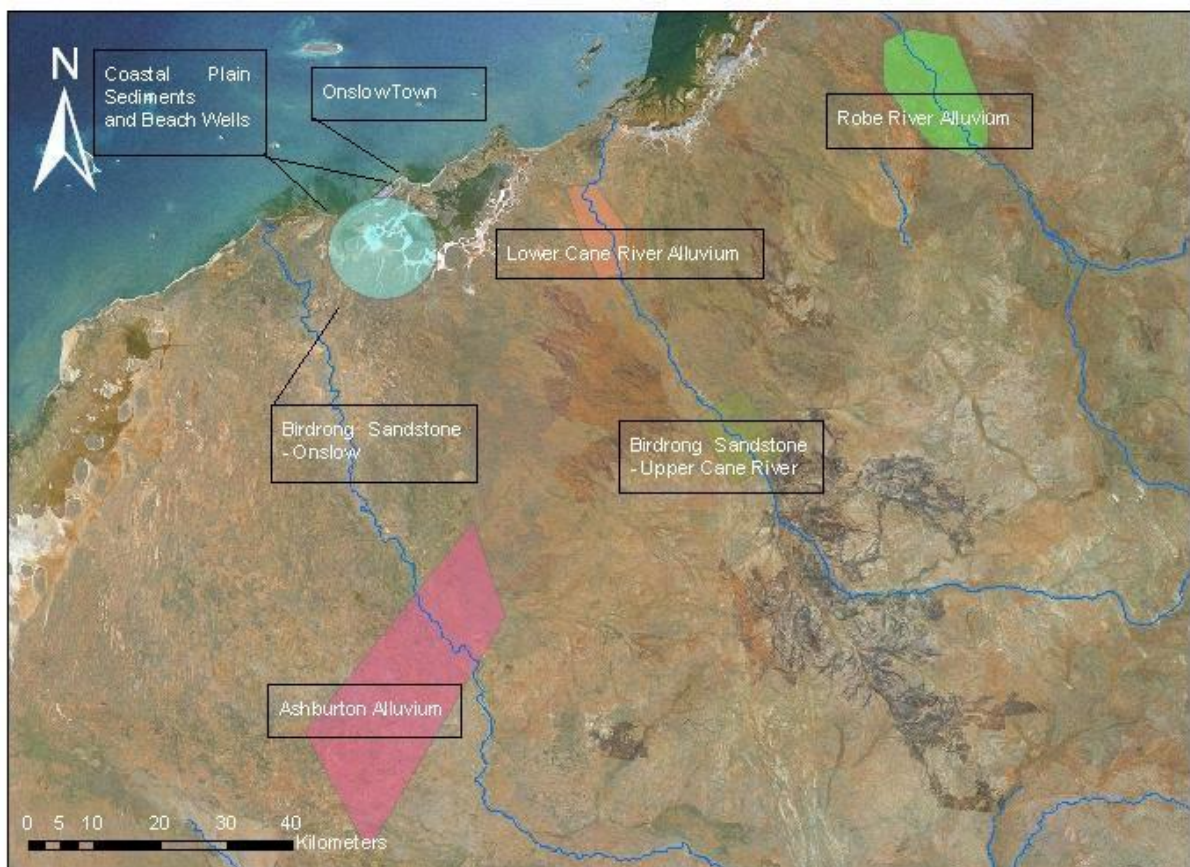 N
Coastal Plain
Sediments
and Beach Wells
OnslowTown
Robe River Alluvium
Lower Cane River Alluvium
Birdrong Sandstone
- Onslow
Birdrong Sandstone
- Upper Cane River
Ashburton Alluvium
0 5 10 20 30 40
Kilometers